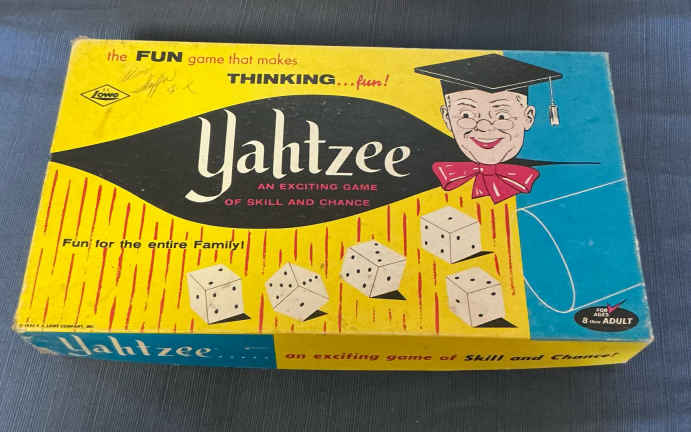 the FUN game that makes
THINKING...fun!
Lowe
Yahtzee
AN EXCITING GAME
OF SKILL AND CHANCE
Fun for the entire Family!
FOR
AGES
8 thru ADULT
Yahtzee......
an exciting game of Skill and Chance!